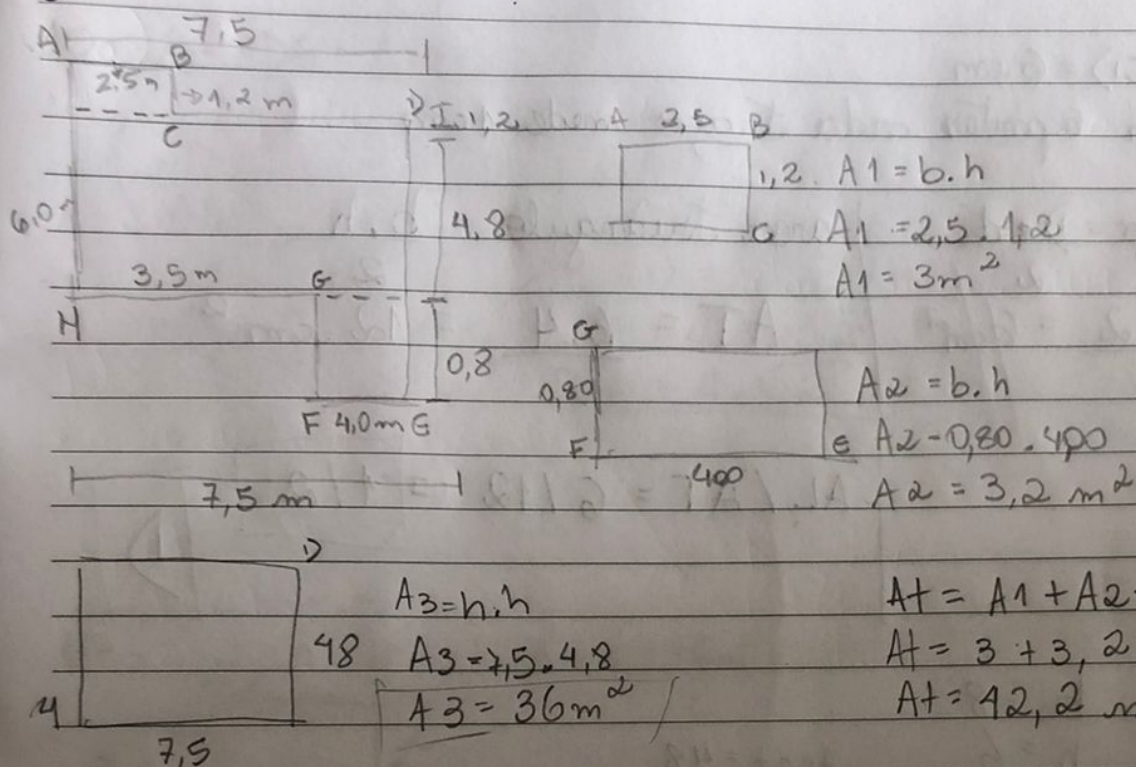 7,5
A B
2,5m → 1,2 m
C D I. 1,2
6,0
4,8
3,5m G
H
0,8
F 4,0m E
7,5 m
A 2,5 B
1,2. A1 = b.h
C A1 = 2,5 . 1,2
A1 = 3m²
G
0,80 A2 = b.h
F E A2 - 0,80 . 400
400 A2 = 3,2 m²
D
A3 = h.h
48 A3 = 7,5 . 4,8
A3 = 36m²
7,5
At = A1 + A2
At = 3 + 3, 2
At = 42, 2